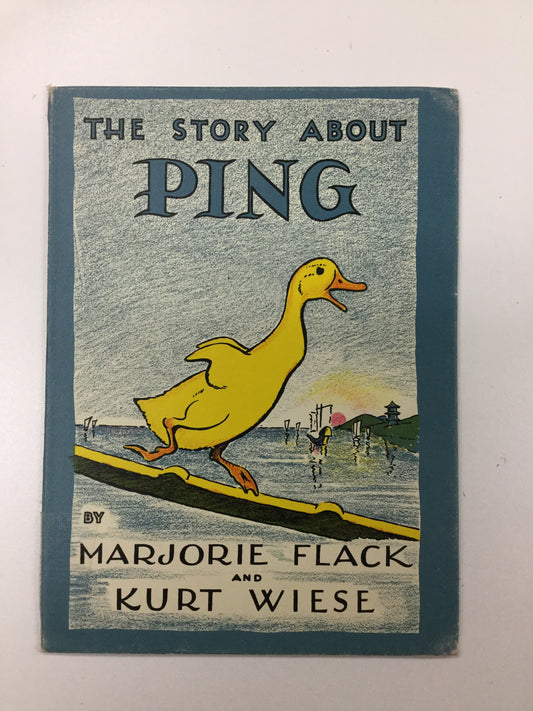 THE STORY ABOUT
PING
BY
MARJORIE FLACK
AND
KURT WIESE